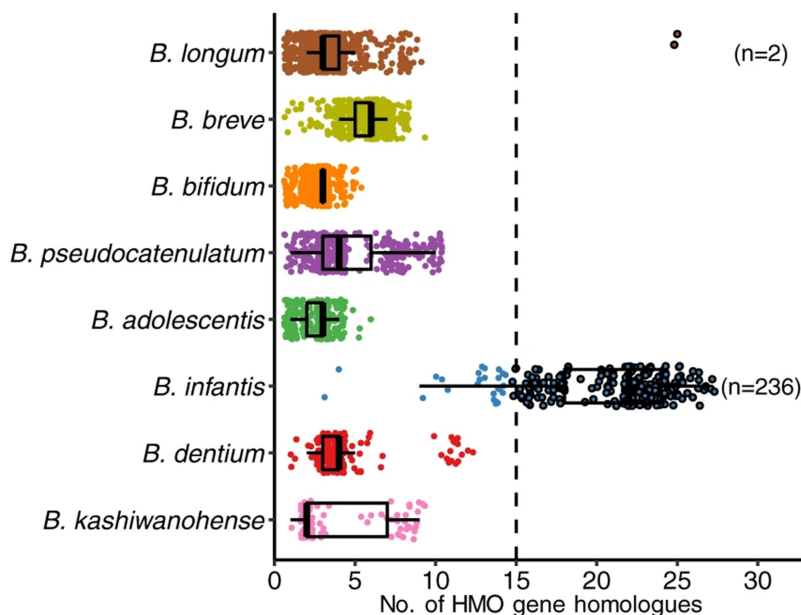 B. longum
(n=2)
B. breve
B. bifidum
B. pseudocatenulatum
B. adolescentis
B. infantis
(n=236)
B. dentium
B. kashiwanohense
0 5 10 15 20 25 30
No. of HMO gene homologues